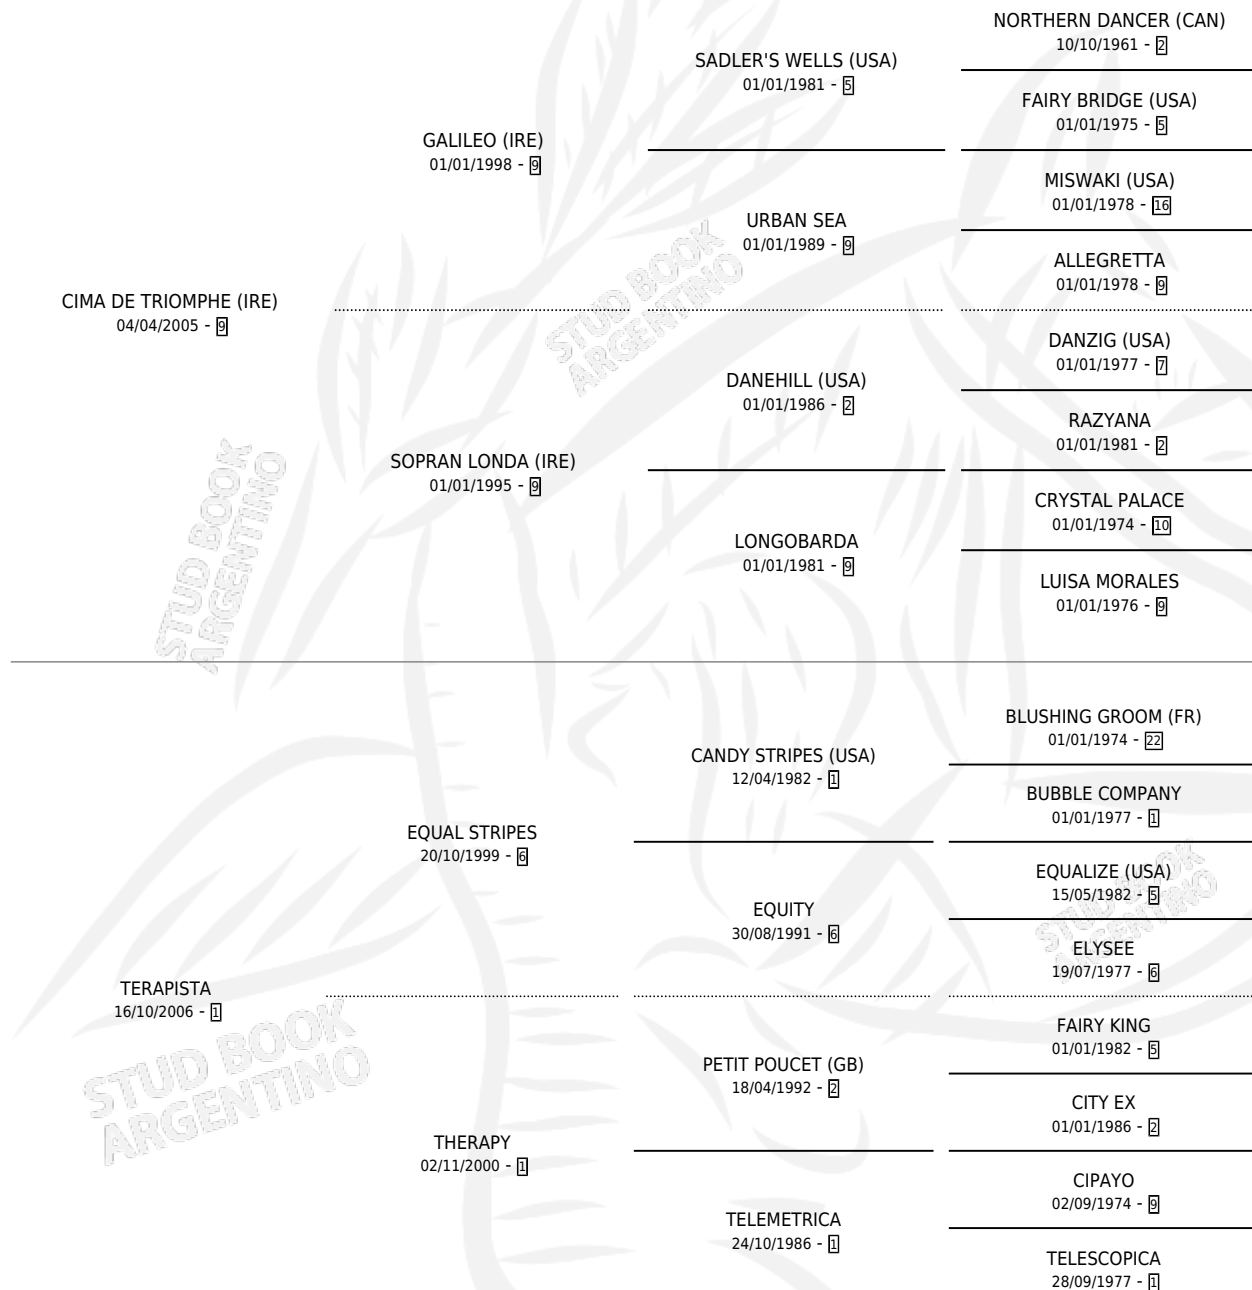 NORTHERN DANCER (CAN)
10/10/1961 - 2
SADLER'S WELLS (USA)
01/01/1981 - 5
FAIRY BRIDGE (USA)
01/01/1975 - 5
GALILEO (IRE)
01/01/1998 - 9
MISWAKI (USA)
01/01/1978 - 16
URBAN SEA
01/01/1989 - 9
ALLEGRETTA
01/01/1978 - 9
CIMA DE TRIOMPHE (IRE)
04/04/2005 - 9
DANZIG (USA)
01/01/1977 - 7
DANEHILL (USA)
01/01/1986 - 2
RAZYANA
01/01/1981 - 2
SOPRAN LONDA (IRE)
01/01/1995 - 9
CRYSTAL PALACE
01/01/1974 - 10
LONGOBARDA
01/01/1981 - 9
LUISA MORALES
01/01/1976 - 9
BLUSHING GROOM (FR)
01/01/1974 - 22
CANDY STRIPES (USA)
12/04/1982 - 1
BUBBLE COMPANY
01/01/1977 - 1
EQUAL STRIPES
20/10/1999 - 6
EQUALIZE (USA)
15/05/1982 - 5
EQUITY
30/08/1991 - 6
ELYSEE
19/07/1977 - 6
TERAPISTA
16/10/2006 - 1
FAIRY KING
01/01/1982 - 5
PETIT POUCET (GB)
18/04/1992 - 2
CITY EX
01/01/1986 - 2
THERAPY
02/11/2000 - 1
CIPAYO
02/09/1974 - 9
TELEMETRICA
24/10/1986 - 1
TELESCOPICA
28/09/1977 - 1
STUD BOOK
ARGENTINO
STUD BOOK
ARGENTINO
STUD BOOK
ARGENTINO
STUD BOOK
ARGENTINO